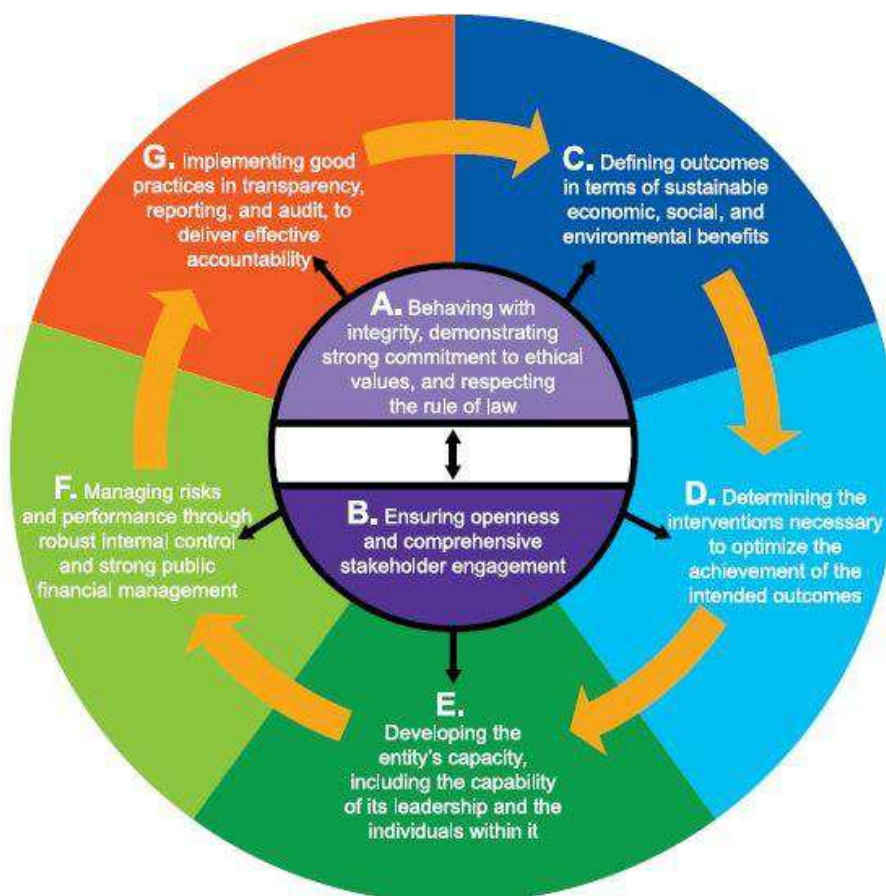 A. Behaving with
integrity, demonstrating
strong commitment to ethical
values, and respecting
the rule of law
B. Ensuring openness
and comprehensive
stakeholder engagement
C. Defining outcomes
in terms of sustainable
economic, social, and
environmental benefits
D. Determining the
interventions necessary
to optimize the
achievement of the
intended outcomes
E.
Developing the
entity's capacity,
including the capability
of its leadership and the
individuals within it
F. Managing risks
and performance through
robust internal control
and strong public
financial management
G. Implementing good
practices in transparency,
reporting, and audit, to
deliver effective
accountability